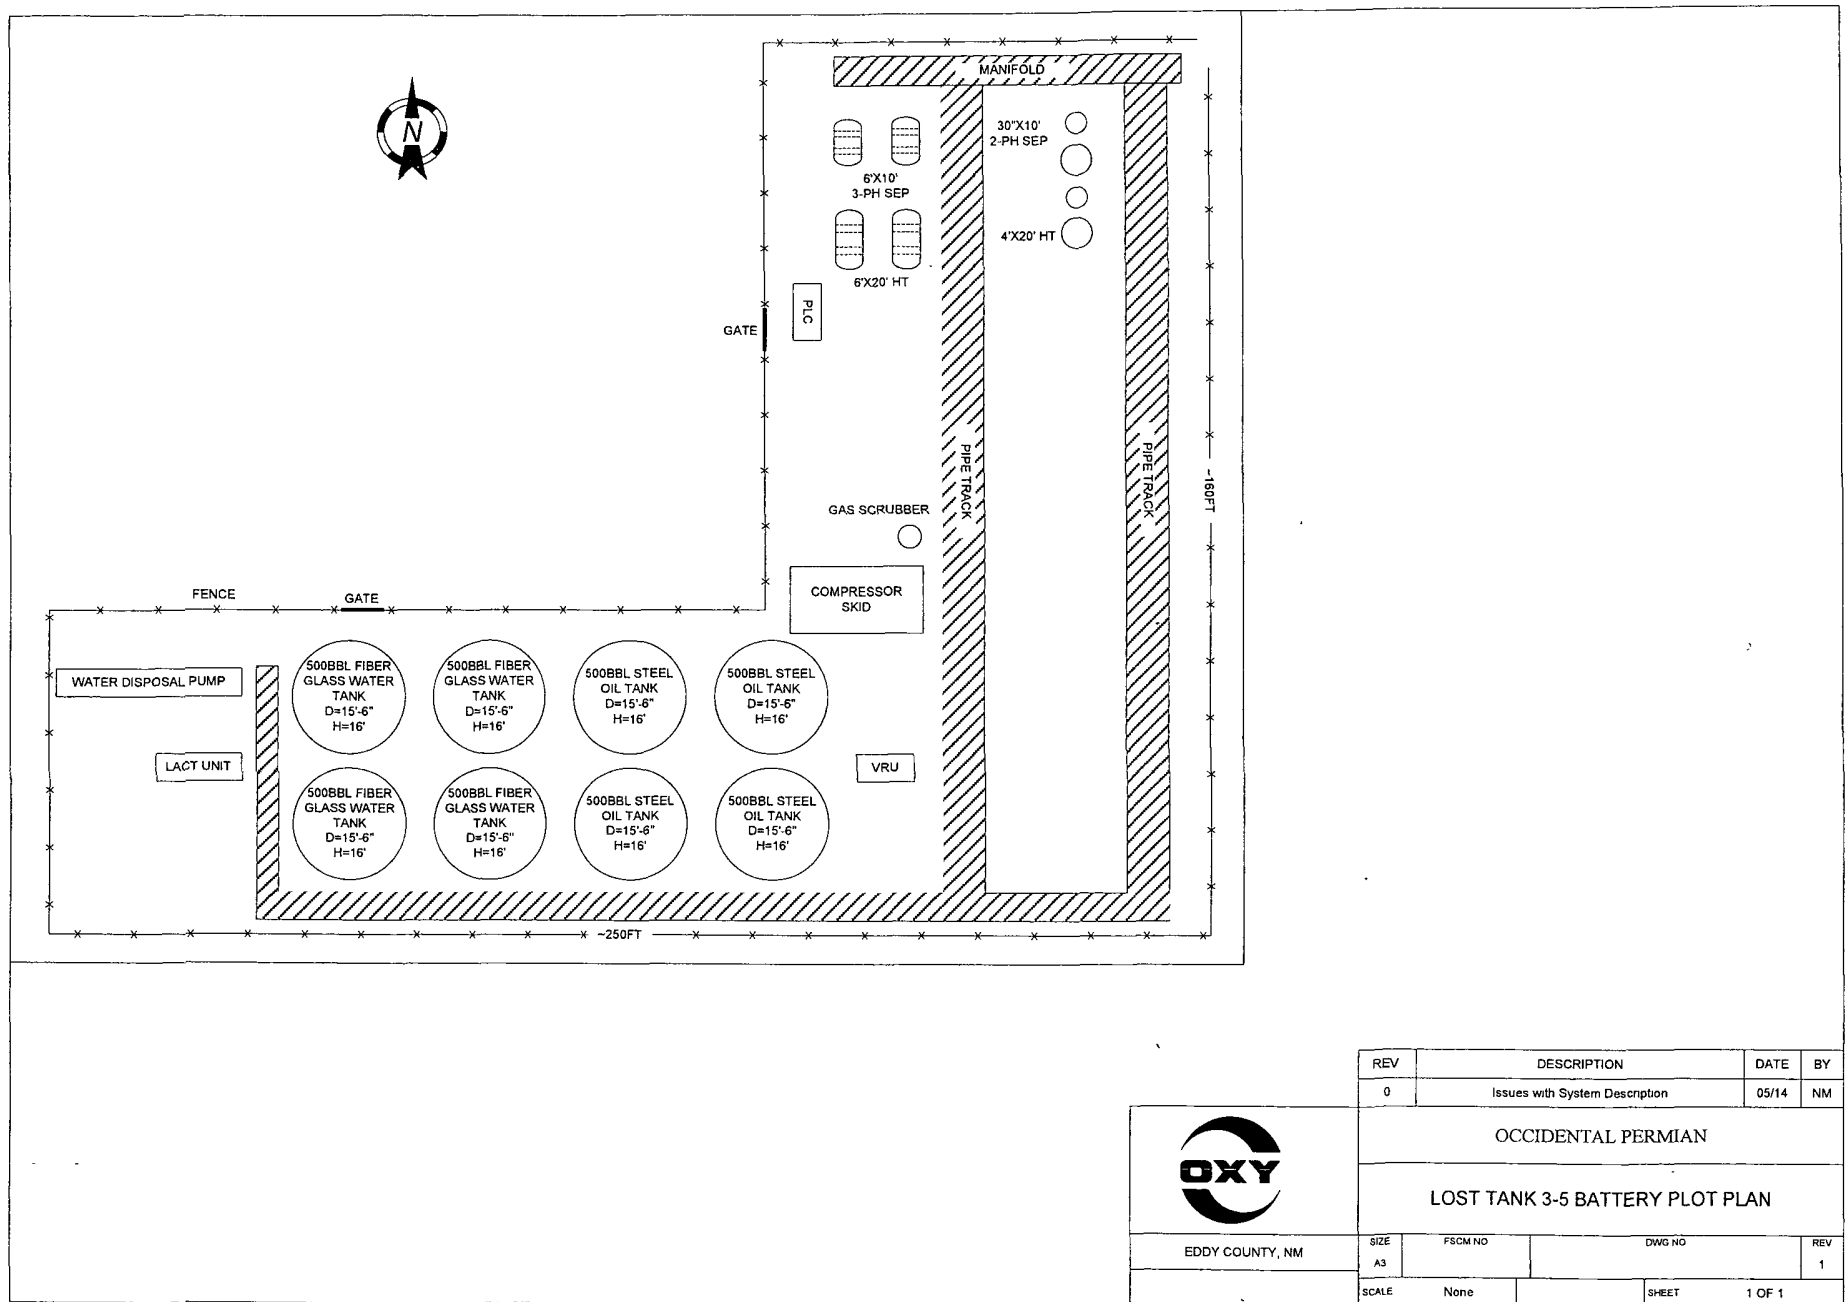 MANIFOLD
N
30"X10'
2-PH SEP
6'X10'
3-PH SEP
4'X20' HT
6'X20' HT
PLC
GATE
PIPE TRACK
PIPE TRACK
~160FT
GAS SCRUBBER
COMPRESSOR
SKID
FENCE
GATE
WATER DISPOSAL PUMP
500BBL FIBER
GLASS WATER
TANK
D=15'-6"
H=16'
500BBL FIBER
GLASS WATER
TANK
D=15'-6"
H=16'
500BBL STEEL
OIL TANK
D=15'-6"
H=16'
500BBL STEEL
OIL TANK
D=15'-6"
H=16'
LACT UNIT
VRU
500BBL FIBER
GLASS WATER
TANK
D=15'-6"
H=16'
500BBL FIBER
GLASS WATER
TANK
D=15'-6"
H=16'
500BBL STEEL
OIL TANK
D=15'-6"
H=16'
500BBL STEEL
OIL TANK
D=15'-6"
H=16'
~250FT
REV DESCRIPTION DATE BY
0 Issues with System Description 05/14 NM
OXY
OCCIDENTAL PERMIAN
LOST TANK 3-5 BATTERY PLOT PLAN
EDDY COUNTY, NM
SIZE FSCM NO DWG NO REV
A3 1
SCALE None SHEET 1 OF 1